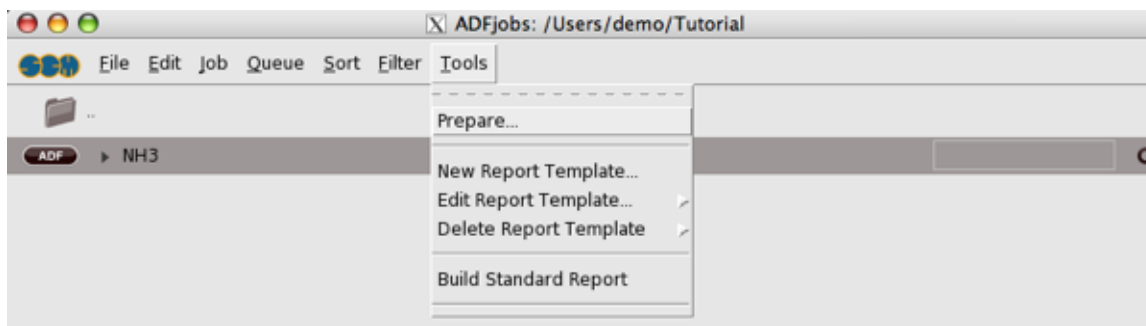 X ADFjobs: /Users/demo/Tutorial
SCM File Edit Job Queue Sort Filter Tools
..
Prepare...
ADF NH3
New Report Template...
Edit Report Template...
Delete Report Template
Build Standard Report